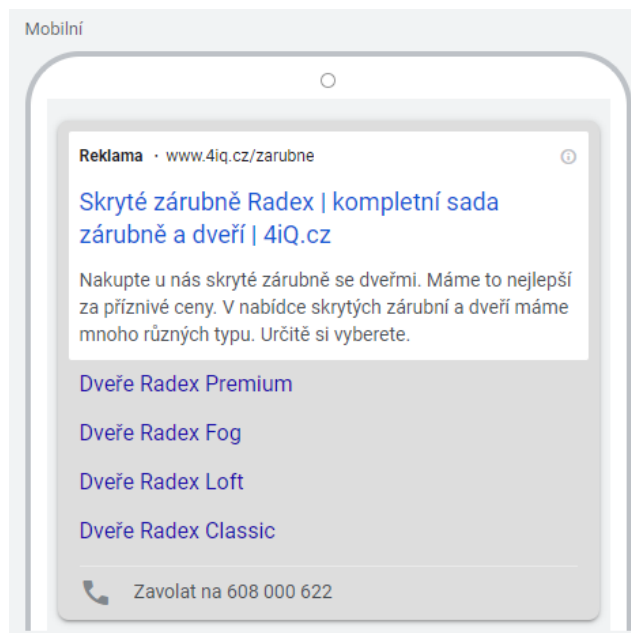 Mobilní
Reklama · www.4iq.cz/zarubne
Skryté zárubně Radex | kompletní sada
zárubně a dveří | 4iQ.cz
Nakupte u nás skryté zárubně se dveřmi. Máme to nejlepší
za příznivé ceny. V nabídce skrytých zárubní a dveří máme
mnoho různých typu. Určitě si vyberete.
Dveře Radex Premium
Dveře Radex Fog
Dveře Radex Loft
Dveře Radex Classic
Zavolat na 608 000 622